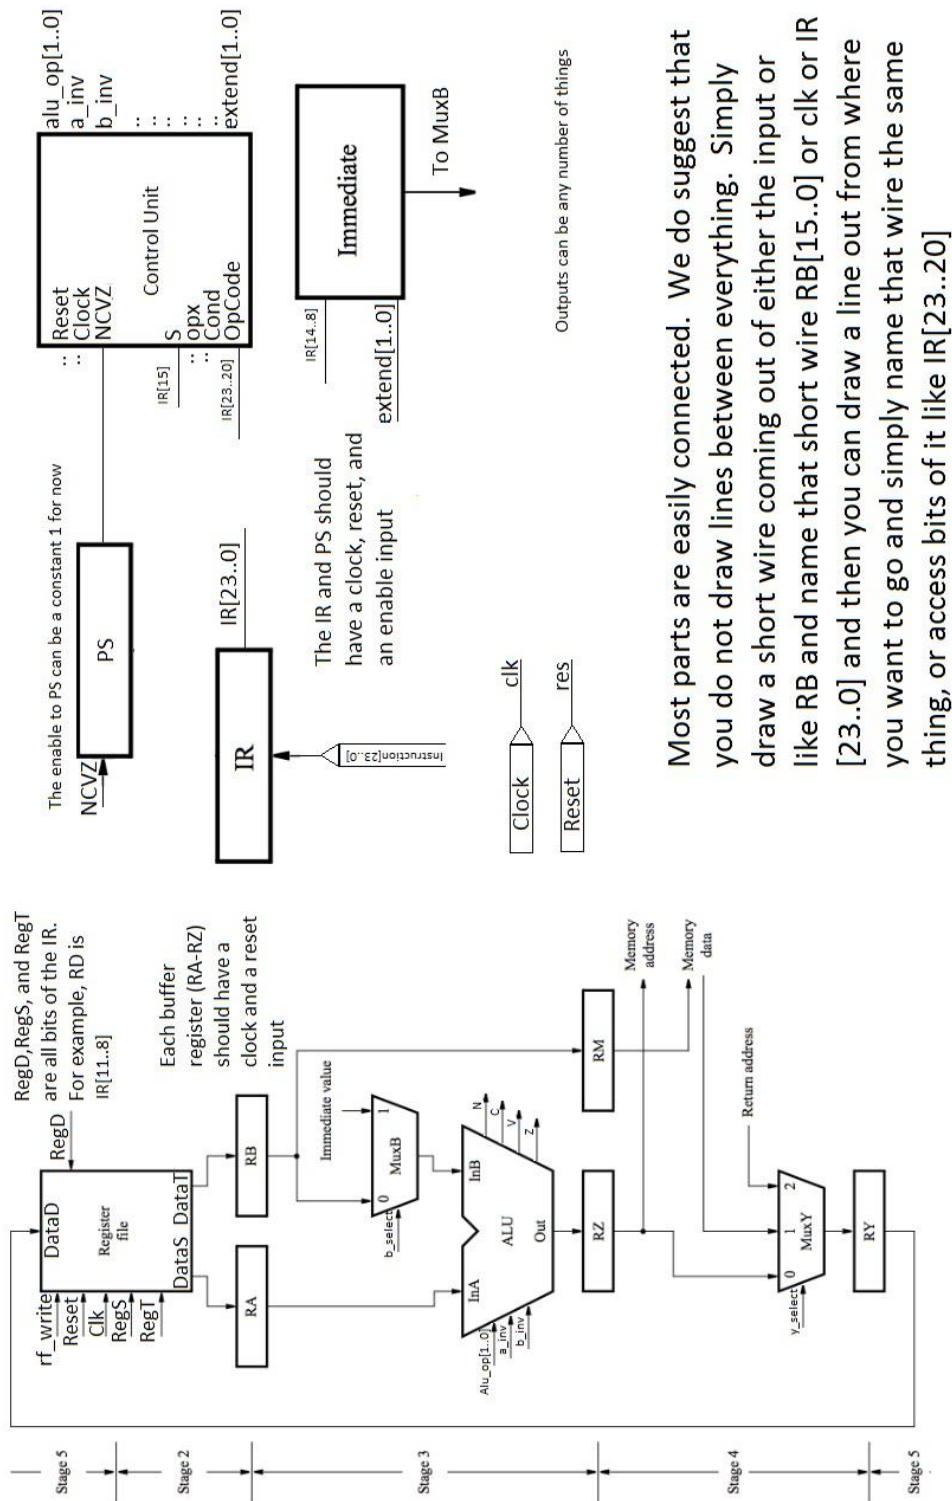 Stage 5
Stage 2
Stage 3
Stage 4
Stage 5
rf_write
Reset
Clk
RegS
RegT
DataD
Register
file
DataS DataT
RegD
RegD,RegS, and RegT
are all bits of the IR.
For example, RD is
IR[11..8]
Each buffer
register (RA-RZ)
should have a
clock and a reset
input
RA
RB
Immediate value
b_select
0
MuxB
1
InA
InB
ALU
Out
Alu_op[1..0]
a_inv
b_inv
N
C
V
Z
RZ
RM
Memory
address
Memory
data
Return address
y_select
0
1
2
MuxY
RY
The enable to PS can be a constant 1 for now
NCVZ
PS
IR
IR[23..0]
Instruction[23..0]
The IR and PS should
have a clock, reset, and
an enable input
Clock
clk
Reset
res
Reset
Clock
NCVZ
Control Unit
S
opx
Cond
OpCode
IR[15]
IR[23..20]
alu_op[1..0]
a_inv
b_inv
extend[1..0]
IR[14..8]
extend[1..0]
Immediate
To MuxB
Outputs can be any number of things
Most parts are easily connected. We do suggest that
you do not draw lines between everything. Simply
draw a short wire coming out of either the input or
like RB and name that short wire RB[15..0] or clk or IR
[23..0] and then you can draw a line out from where
you want to go and simply name that wire the same
thing, or access bits of it like IR[23..20]